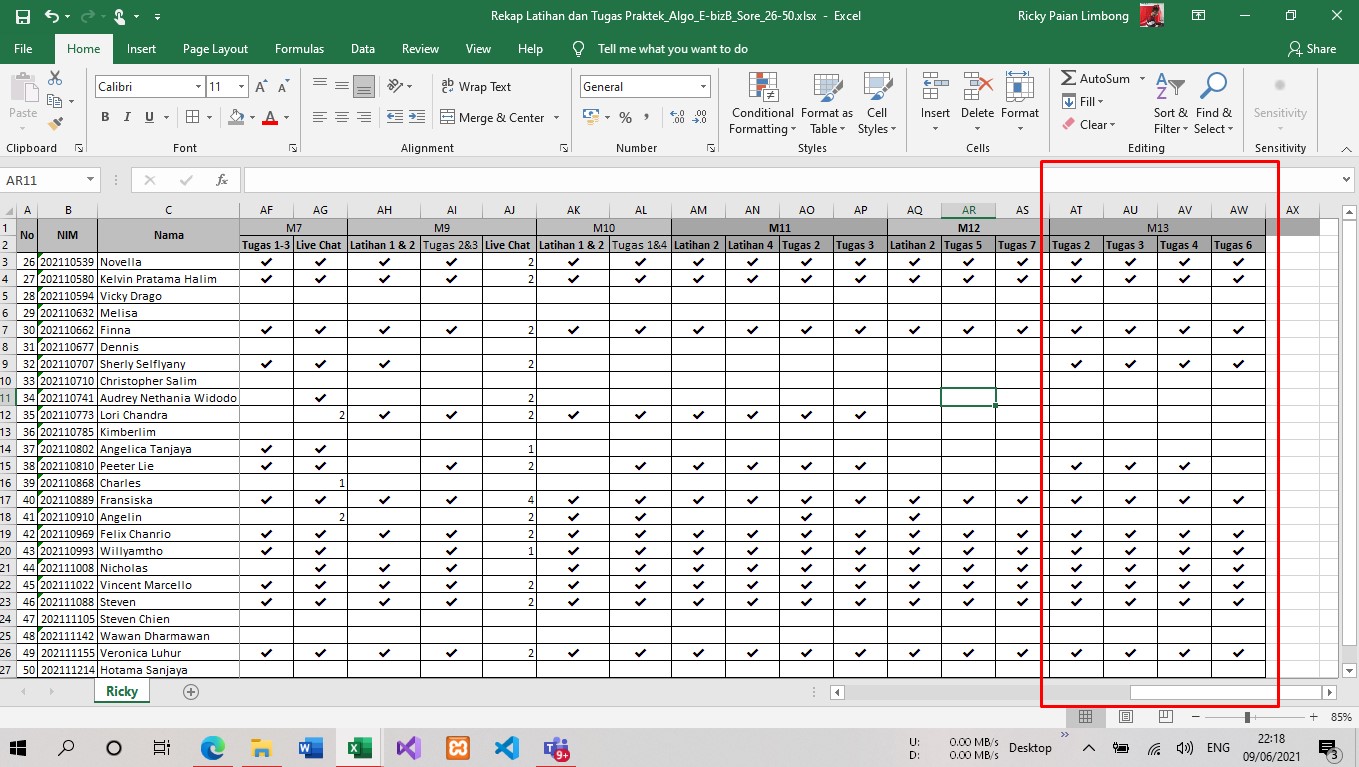 Rekap Latihan dan Tugas Praktek_Algo_E-bizB_Sore_26-50.xlsx - Excel
Ricky Paian Limbong
File Home Insert Page Layout Formulas Data Review View Help Tell me what you want to do Share
Calibri 11 Wrap Text General AutoSum
Paste B I U Merge & Center % Conditional Formatting Format as Table Cell Styles Insert Delete Format Fill Clear Sort & Filter Find & Select Sensitivity
Clipboard Font Alignment Number Styles Cells Editing Sensitivity
AR11 fx
A B C AF AG AH AI AJ AK AL AM AN AO AP AQ AR AS AT AU AV AW AX
1 No NIM Nama M7 M9 M10 M11 M12 M13
2 Tugas 1-3 Live Chat Latihan 1 & 2 Tugas 2&3 Live Chat Latihan 1 & 2 Tugas 1&4 Latihan 2 Latihan 4 Tugas 2 Tugas 3 Latihan 2 Tugas 5 Tugas 7 Tugas 2 Tugas 3 Tugas 4 Tugas 6
3 26 202110539 Novella ✔ ✔ ✔ ✔ 2 ✔ ✔ ✔ ✔ ✔ ✔ ✔ ✔ ✔ ✔ ✔ ✔ ✔
4 27 202110580 Kelvin Pratama Halim ✔ ✔ ✔ ✔ 2 ✔ ✔ ✔ ✔ ✔ ✔ ✔ ✔ ✔ ✔ ✔ ✔ ✔
5 28 202110594 Vicky Drago
6 29 202110632 Melisa
7 30 202110662 Finna ✔ ✔ ✔ ✔ 2 ✔ ✔ ✔ ✔ ✔ ✔ ✔ ✔ ✔ ✔ ✔ ✔ ✔
8 31 202110677 Dennis
9 32 202110707 Sherly Selflyany ✔ ✔ ✔ 2 ✔ ✔ ✔ ✔
10 33 202110710 Christopher Salim
11 34 202110741 Audrey Nethania Widodo ✔ 2
12 35 202110773 Lori Chandra 2 ✔ ✔ 2 ✔ ✔ ✔ ✔ ✔ ✔
13 36 202110785 Kimberlim
14 37 202110802 Angelica Tanjaya ✔ ✔ 1
15 38 202110810 Peeter Lie ✔ ✔ ✔ 2 ✔ ✔ ✔ ✔ ✔ ✔ ✔ ✔
16 39 202110868 Charles 1
17 40 202110889 Fransiska ✔ ✔ ✔ ✔ 4 ✔ ✔ ✔ ✔ ✔ ✔ ✔ ✔ ✔ ✔ ✔ ✔ ✔
18 41 202110910 Angelin 2 2 ✔ ✔ ✔ ✔
19 42 202110969 Felix Chanrio ✔ ✔ ✔ ✔ 2 ✔ ✔ ✔ ✔ ✔ ✔ ✔ ✔ ✔ ✔ ✔ ✔ ✔
20 43 202110993 Willyamtho ✔ ✔ ✔ 1 ✔ ✔ ✔ ✔ ✔ ✔ ✔ ✔ ✔ ✔ ✔ ✔ ✔
21 44 202111008 Nicholas ✔ ✔ ✔ ✔ ✔ ✔ ✔ ✔ ✔ ✔ ✔ ✔ ✔ ✔ ✔ ✔
22 45 202111022 Vincent Marcello ✔ ✔ ✔ ✔ 2 ✔ ✔ ✔ ✔ ✔ ✔ ✔ ✔ ✔ ✔ ✔ ✔ ✔
23 46 202111088 Steven ✔ ✔ ✔ ✔ 2 ✔ ✔ ✔ ✔ ✔ ✔ ✔ ✔ ✔ ✔ ✔ ✔ ✔
24 47 202111105 Steven Chien
25 48 202111142 Wawan Dharmawan
26 49 202111155 Veronica Luhur ✔ ✔ ✔ ✔ 2 ✔ ✔ ✔ ✔ ✔ ✔ ✔ ✔ ✔ ✔ ✔ ✔ ✔
27 50 202111214 Hotama Sanjaya
Ricky
85%
U: 0.00 MB/s
D: 0.00 MB/s
Desktop ENG
22:18
09/06/2021
9+
3